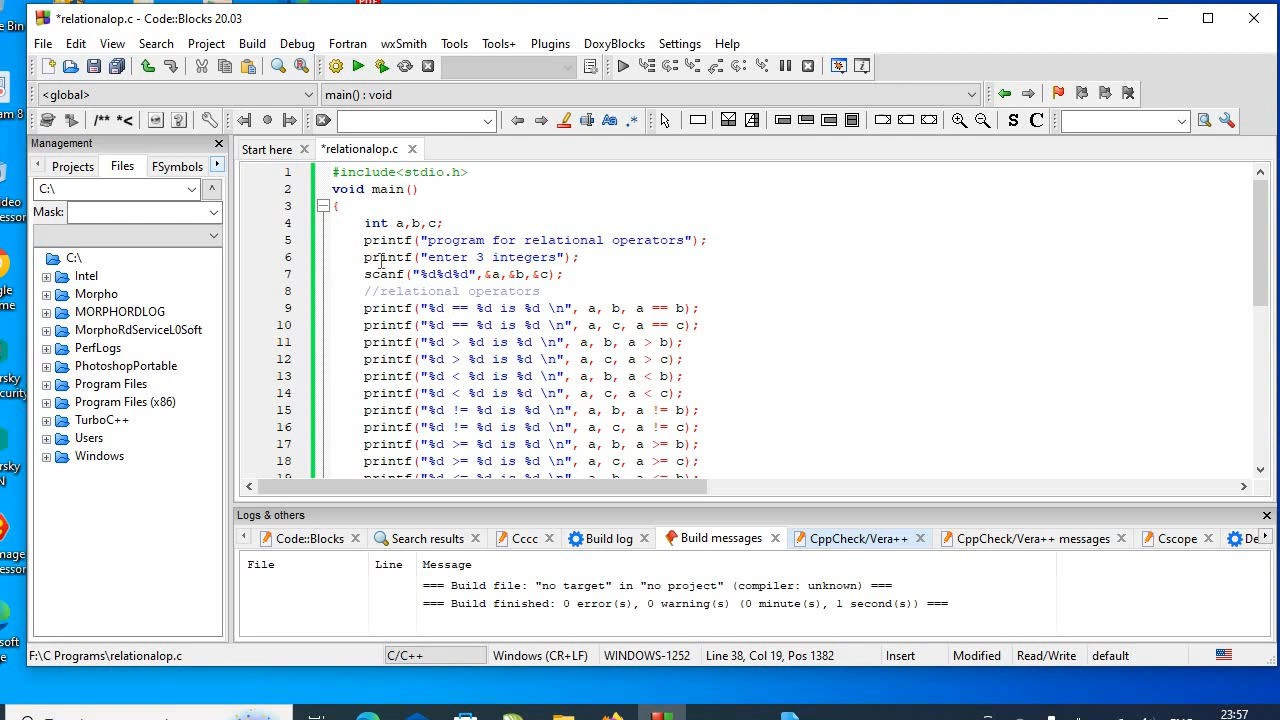 *relationalop.c - Code::Blocks 20.03
File Edit View Search Project Build Debug Fortran wxSmith Tools Tools+ Plugins DoxyBlocks Settings Help
<global>
main() : void
/** *<
Aa .*
S C
Management
Projects Files FSymbols
C:\
Mask:
C:\
Intel
Morpho
MORPHORDLOG
MorphoRdServiceL0Soft
PerfLogs
PhotoshopPortable
Program Files
Program Files (x86)
TurboC++
Users
Windows
Start here
*relationalop.c
1 #include<stdio.h>
2 void main()
3 {
4 int a,b,c;
5 printf("program for relational operators");
6 printf("enter 3 integers");
7 scanf("%d%d%d",&a,&b,&c);
8 //relational operators
9 printf("%d == %d is %d \n", a, b, a == b);
10 printf("%d == %d is %d \n", a, c, a == c);
11 printf("%d > %d is %d \n", a, b, a > b);
12 printf("%d > %d is %d \n", a, c, a > c);
13 printf("%d < %d is %d \n", a, b, a < b);
14 printf("%d < %d is %d \n", a, c, a < c);
15 printf("%d != %d is %d \n", a, b, a != b);
16 printf("%d != %d is %d \n", a, c, a != c);
17 printf("%d >= %d is %d \n", a, b, a >= b);
18 printf("%d >= %d is %d \n", a, c, a >= c);
19 printf("%d <= %d is %d \n", a, b, a <= b);
Logs & others
Code::Blocks Search results Cccc Build log Build messages CppCheck/Vera++ CppCheck/Vera++ messages Cscope De
File Line Message
=== Build file: "no target" in "no project" (compiler: unknown) ===
=== Build finished: 0 error(s), 0 warning(s) (0 minute(s), 1 second(s)) ===
F:\C Programs\relationalop.c C/C++ Windows (CR+LF) WINDOWS-1252 Line 38, Col 19, Pos 1382 Insert Modified Read/Write default
23:57